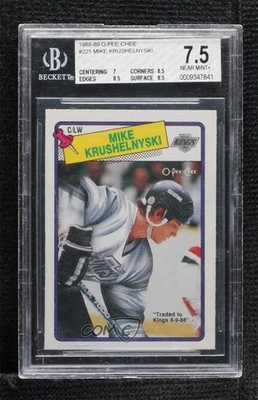 BECKETT
1988-89 O-PEE-CHEE
#221 MIKE KRUSHELNYSKI
CENTERING 7 CORNERS 8.5
EDGES 8.5 SURFACE 8.5
7.5
NEAR MINT+
0009347841
C/LW
MIKE
KRUSHELNYSKI
KINGS
O-Pee-Chee
"Traded to
Kings 8-9-88"
COMC